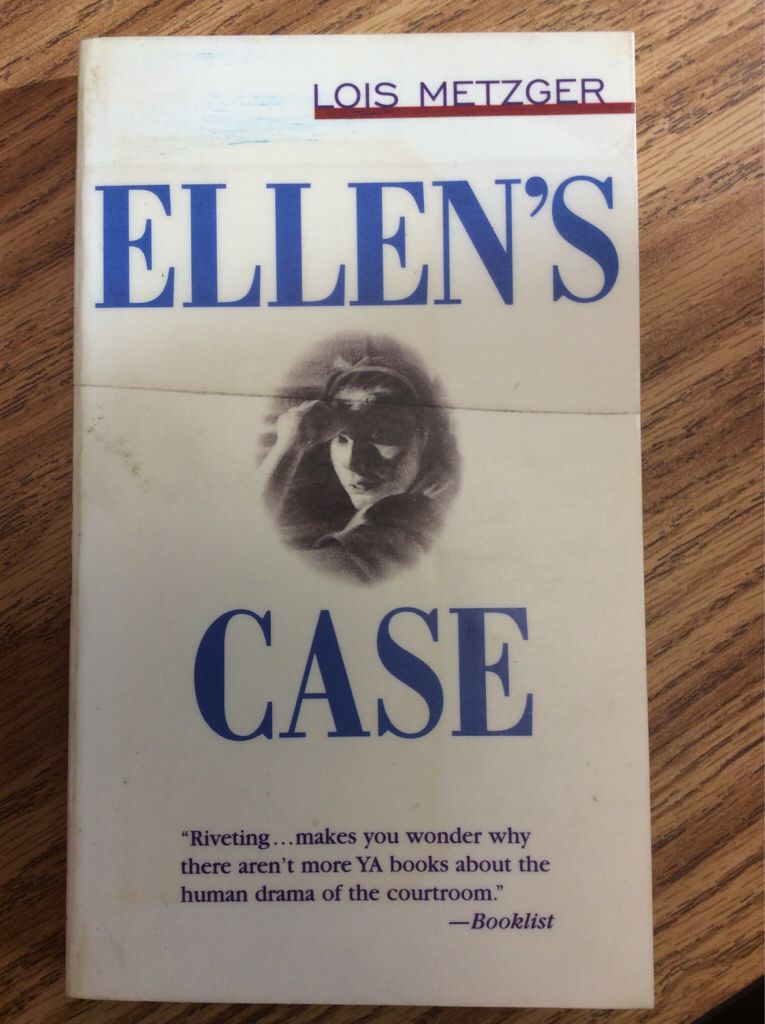 LOIS METZGER
ELLEN'S
CASE
“Riveting...makes you wonder why
there aren't more YA books about the
human drama of the courtroom.”
—Booklist